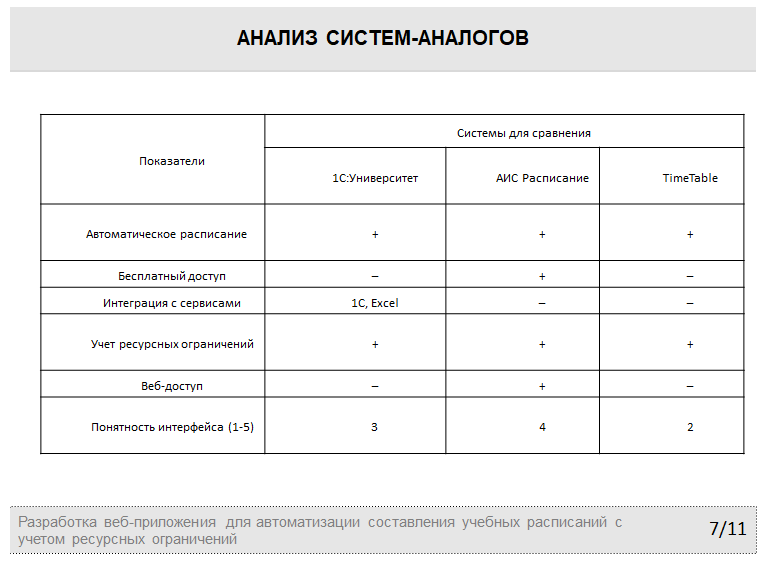 АНАЛИЗ СИСТЕМ-АНАЛОГОВ
Показатели
Системы для сравнения
1С:Университет
АИС Расписание
TimeTable
Автоматическое расписание + + +
Бесплатный доступ – + –
Интеграция с сервисами 1С, Excel – –
Учет ресурсных ограничений + + +
Веб-доступ – + –
Понятность интерфейса (1-5) 3 4 2
Разработка веб-приложения для автоматизации составления учебных расписаний с
учетом ресурсных ограничений
7/11